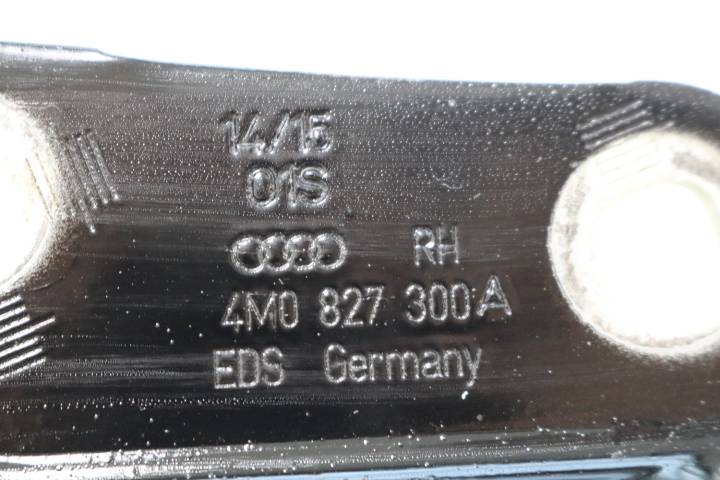 14/15
01S
RH
4M0 827 300 A
EDS Germany